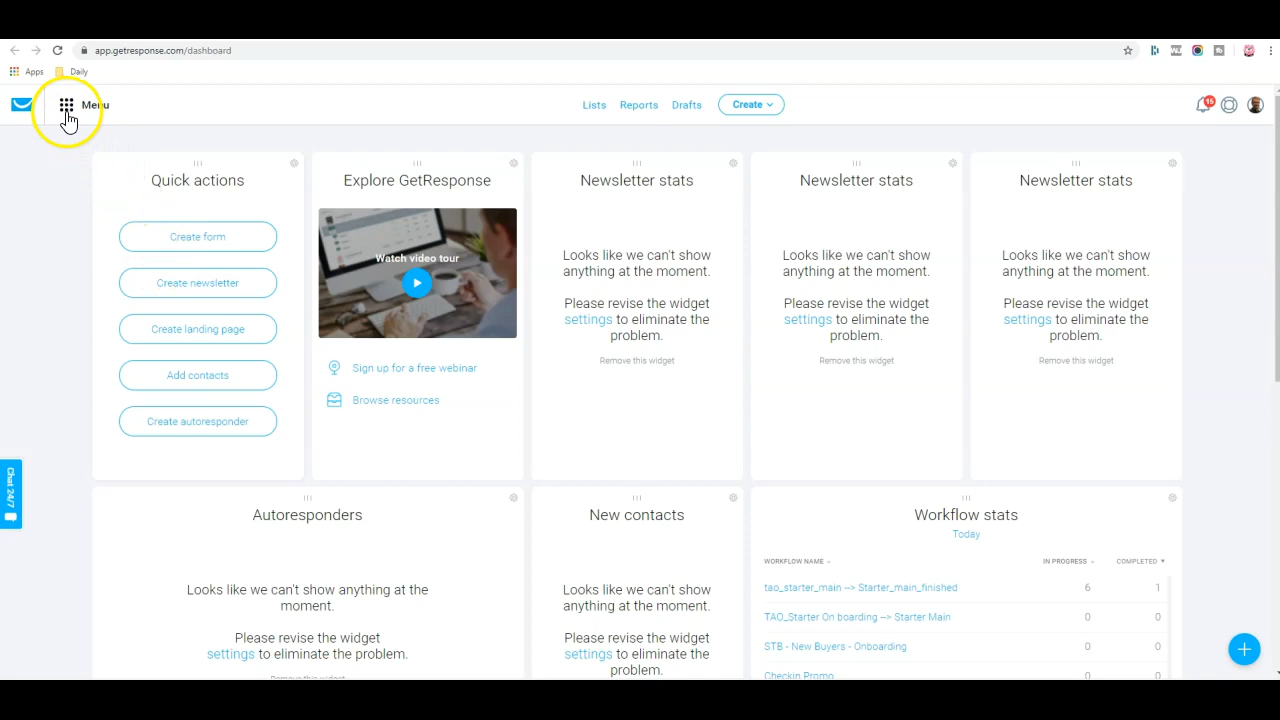 app.getresponse.com/dashboard
Apps
Daily
Menu
Lists
Reports
Drafts
Create
15
Quick actions
Create form
Create newsletter
Create landing page
Add contacts
Create autoresponder
Explore GetResponse
Watch video tour
Sign up for a free webinar
Browse resources
Newsletter stats
Looks like we can't show
anything at the moment.
Please revise the widget
settings to eliminate the
problem.
Remove this widget
Newsletter stats
Looks like we can't show
anything at the moment.
Please revise the widget
settings to eliminate the
problem.
Remove this widget
Newsletter stats
Looks like we can't show
anything at the moment.
Please revise the widget
settings to eliminate the
problem.
Remove this widget
Chat 24/7
Autoresponders
Looks like we can't show anything at the
moment.
Please revise the widget
settings to eliminate the problem.
Remove this widget
New contacts
Looks like we can't show
anything at the moment.
Please revise the widget
settings to eliminate the
problem.
Workflow stats
Today
WORKFLOW NAME
IN PROGRESS
COMPLETED
tao_starter_main --> Starter_main_finished 6 1
TAO_Starter On boarding --> Starter Main 0 0
STB - New Buyers - Onboarding 0 0
Checkin Promo 0 0